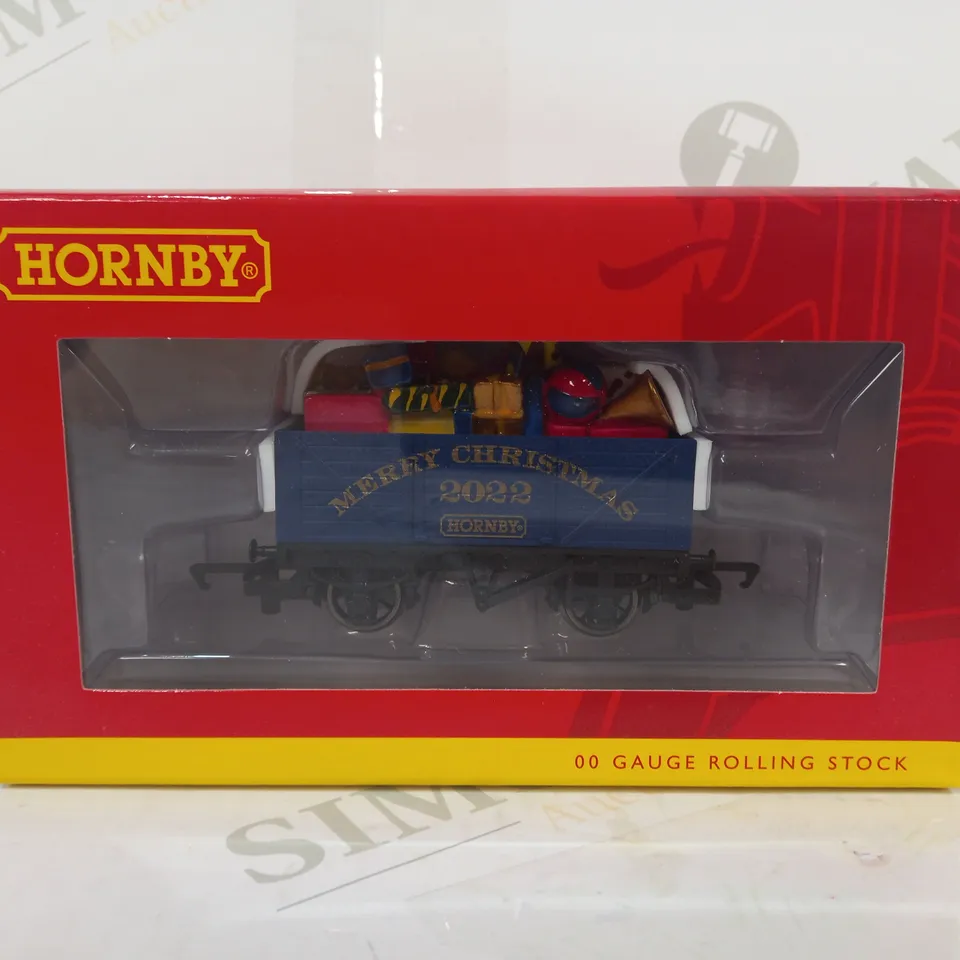 HORNBY®
MERRY CHRISTMAS
2022
HORNBY®
00 GAUGE ROLLING STOCK